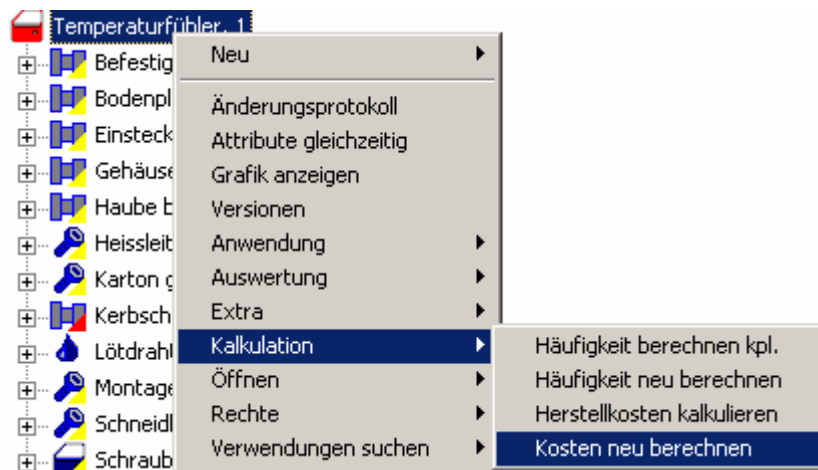 Temperaturfühler, 1
Befestig
Bodenpl
Einsteck
Gehäuse
Haube b
Heissleit
Karton g
Kerbsch
Lötdraht
Montage
Schneidl
Schraub
Neu
Änderungsprotokoll
Attribute gleichzeitig
Grafik anzeigen
Versionen
Anwendung
Auswertung
Extra
Kalkulation
Öffnen
Rechte
Verwendungen suchen
Häufigkeit berechnen kpl.
Häufigkeit neu berechnen
Herstellkosten kalkulieren
Kosten neu berechnen